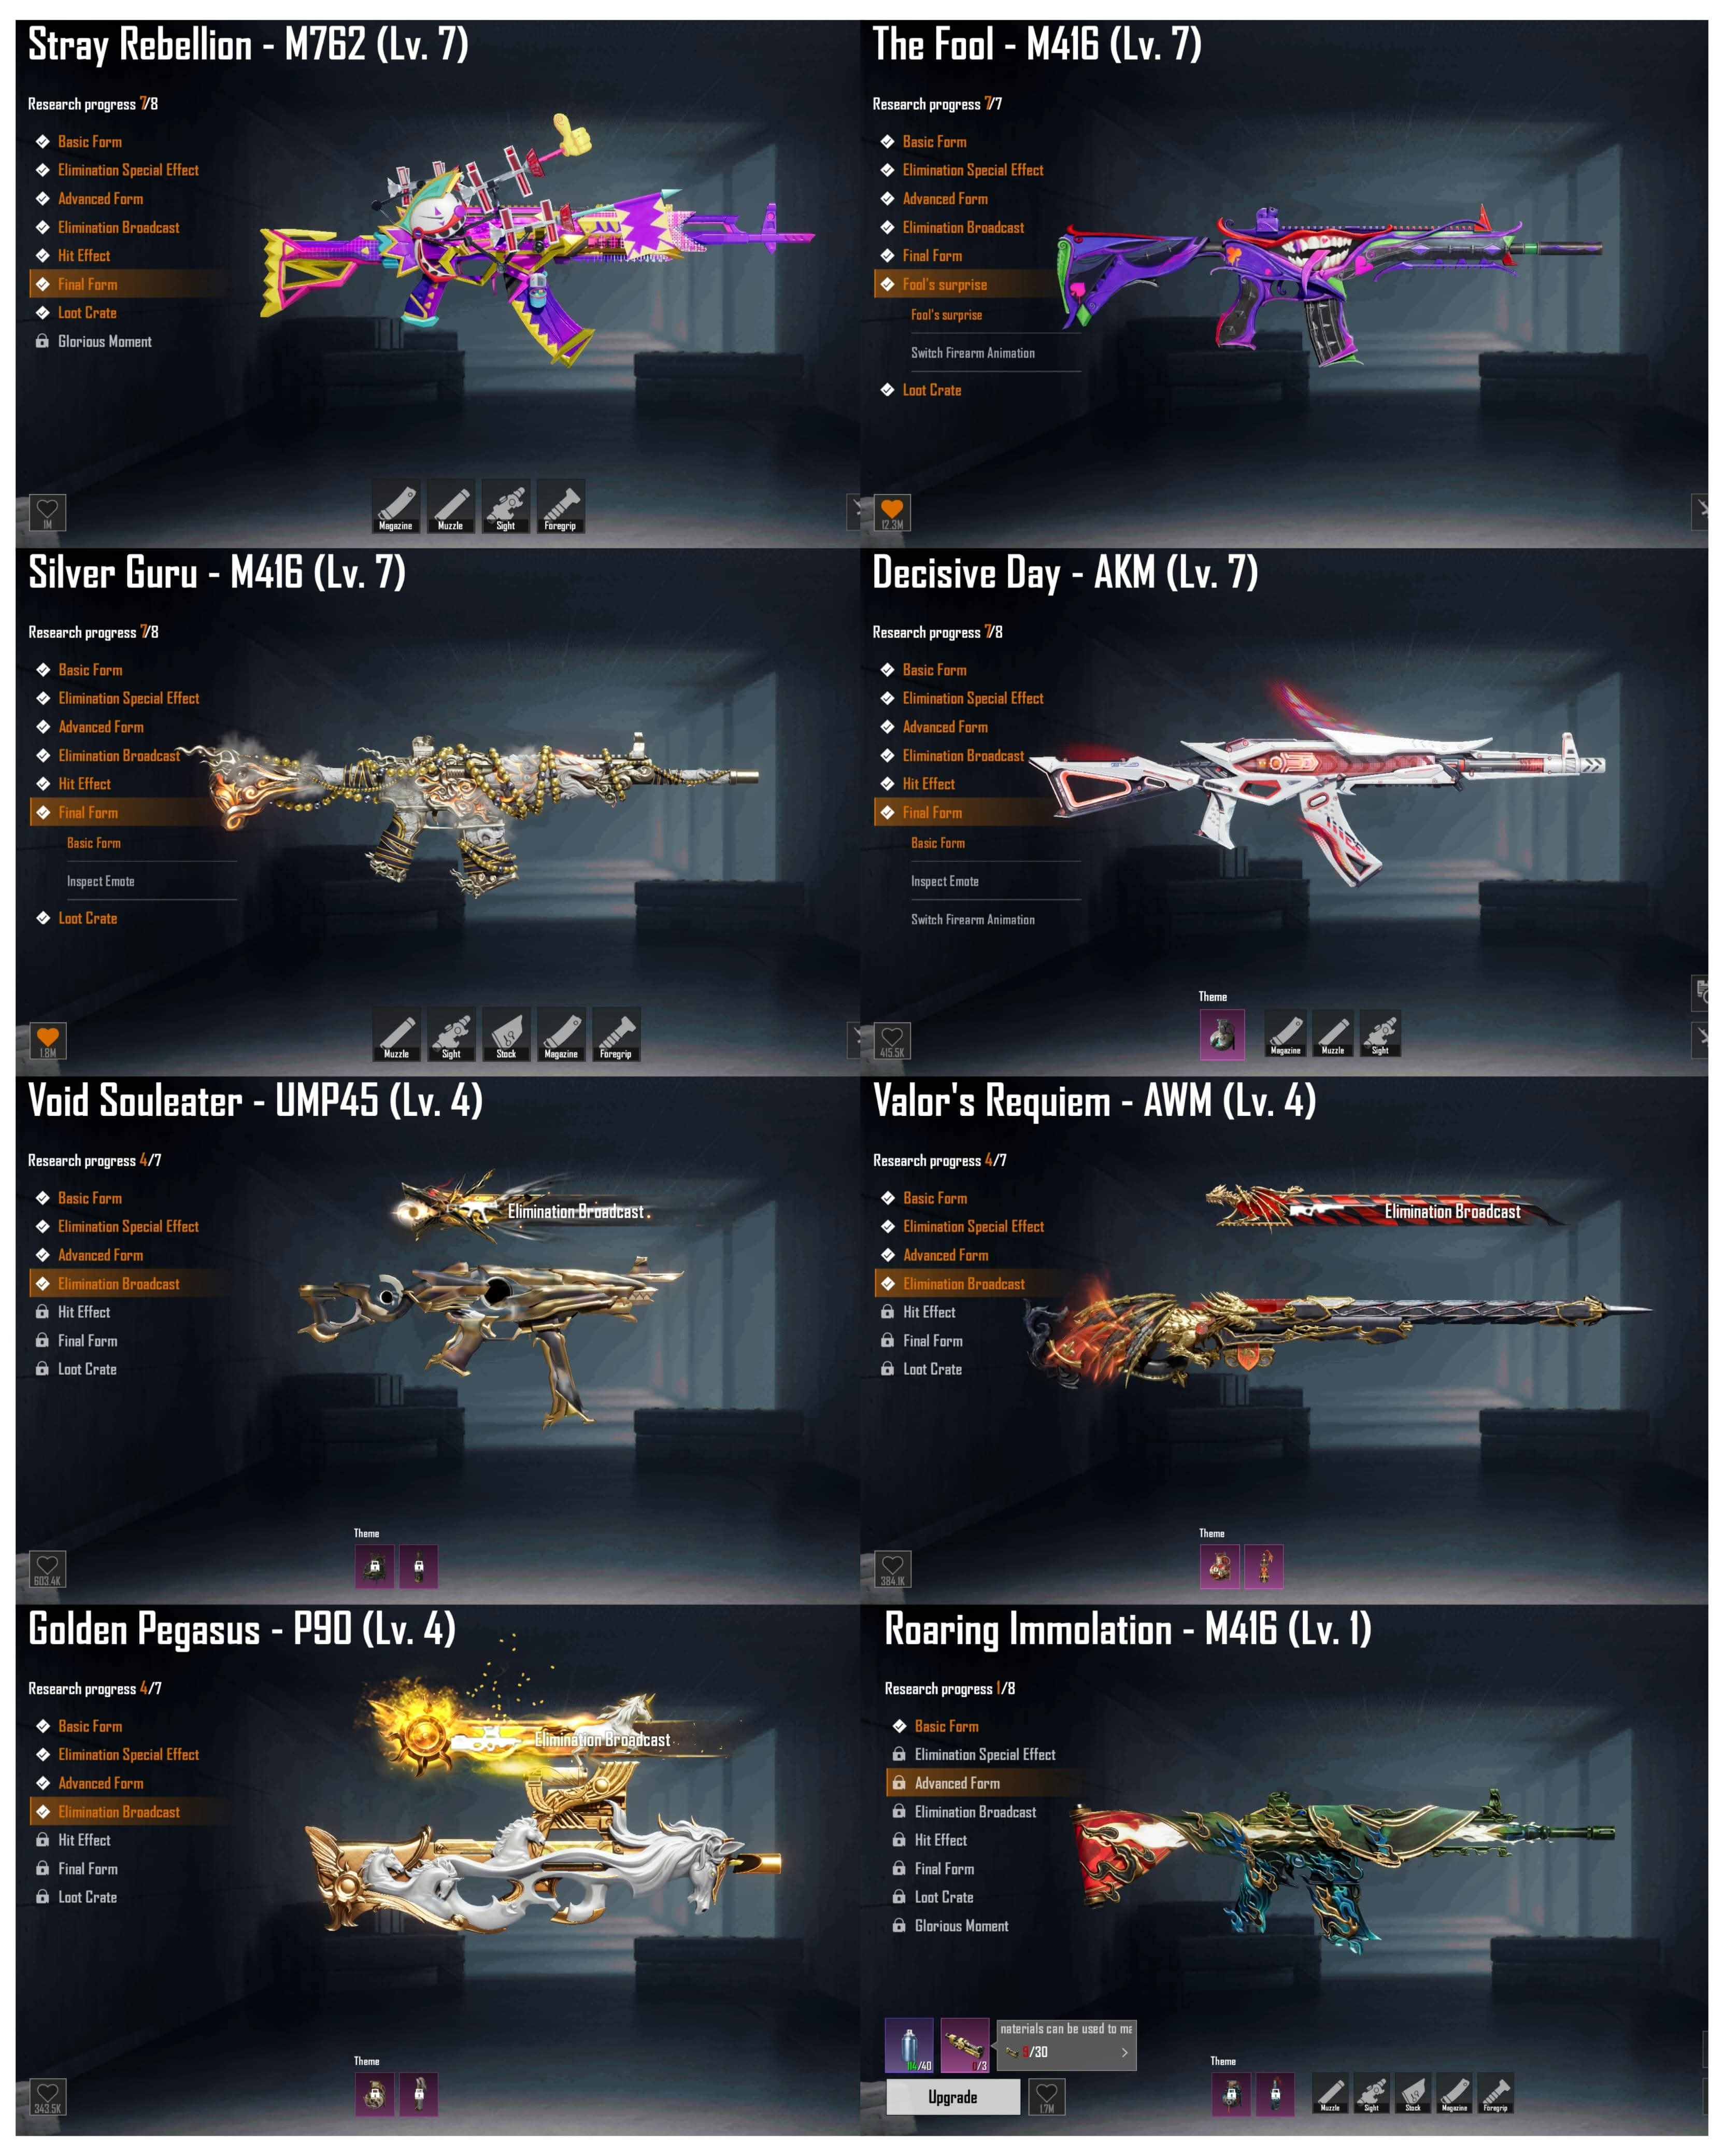 Stray Rebellion - M762 (Lv. 7)
Research progress 7/8
Basic Form
Elimination Special Effect
Advanced Form
Elimination Broadcast
Hit Effect
Final Form
Loot Crate
Glorious Moment
1M
Magazine
Muzzle
Sight
Foregrip
The Fool - M416 (Lv. 7)
Research progress 7/7
Basic Form
Elimination Special Effect
Advanced Form
Elimination Broadcast
Final Form
Fool's surprise
Fool's surprise
Switch Firearm Animation
Loot Crate
12.3M
Silver Guru - M416 (Lv. 7)
Research progress 7/8
Basic Form
Elimination Special Effect
Advanced Form
Elimination Broadcast
Hit Effect
Final Form
Basic Form
Inspect Emote
Loot Crate
1.8M
Muzzle
Sight
Stock
Magazine
Foregrip
Decisive Day - AKM (Lv. 7)
Research progress 7/8
Basic Form
Elimination Special Effect
Advanced Form
Elimination Broadcast
Hit Effect
Final Form
Basic Form
Inspect Emote
Switch Firearm Animation
Theme
415.5K
Magazine
Muzzle
Sight
Void Souleater - UMP45 (Lv. 4)
Research progress 4/7
Basic Form
Elimination Special Effect
Advanced Form
Elimination Broadcast
Hit Effect
Final Form
Loot Crate
Elimination Broadcast
Theme
603.4K
Valor's Requiem - AWM (Lv. 4)
Research progress 4/7
Basic Form
Elimination Special Effect
Advanced Form
Elimination Broadcast
Hit Effect
Final Form
Loot Crate
Elimination Broadcast
Theme
384.1K
Golden Pegasus - P90 (Lv. 4)
Research progress 4/7
Basic Form
Elimination Special Effect
Advanced Form
Elimination Broadcast
Hit Effect
Final Form
Loot Crate
Elimination Broadcast
Theme
343.5K
Roaring Immolation - M416 (Lv. 1)
Research progress 1/8
Basic Form
Elimination Special Effect
Advanced Form
Elimination Broadcast
Hit Effect
Final Form
Loot Crate
Glorious Moment
materials can be used to
/40
/3
/30
Upgrade
1.7M
Theme
Muzzle
Sight
Stock
Magazine
Foregrip